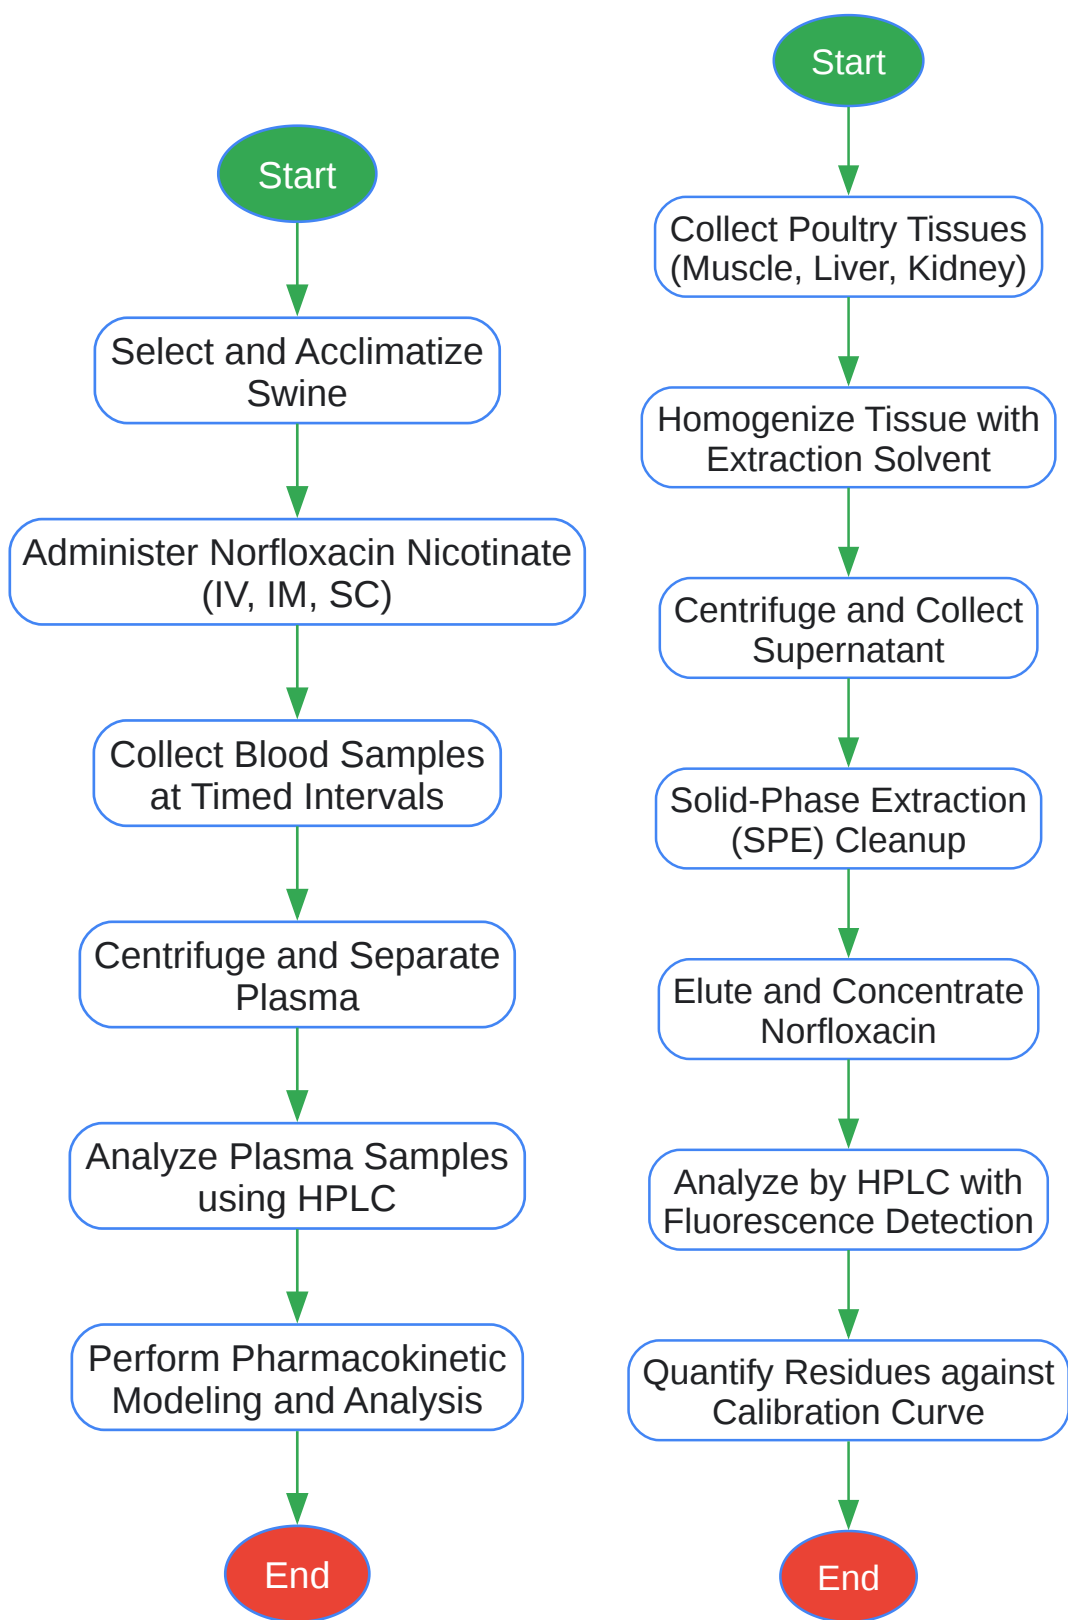 Start
Select and Acclimatize
Swine
Administer Norfloxacin Nicotinate
(IV, IM, SC)
Collect Blood Samples
at Timed Intervals
Centrifuge and Separate
Plasma
Analyze Plasma Samples
using HPLC
Perform Pharmacokinetic
Modeling and Analysis
End
Start
Collect Poultry Tissues
(Muscle, Liver, Kidney)
Homogenize Tissue with
Extraction Solvent
Centrifuge and Collect
Supernatant
Solid-Phase Extraction
(SPE) Cleanup
Elute and Concentrate
Norfloxacin
Analyze by HPLC with
Fluorescence Detection
Quantify Residues against
Calibration Curve
End